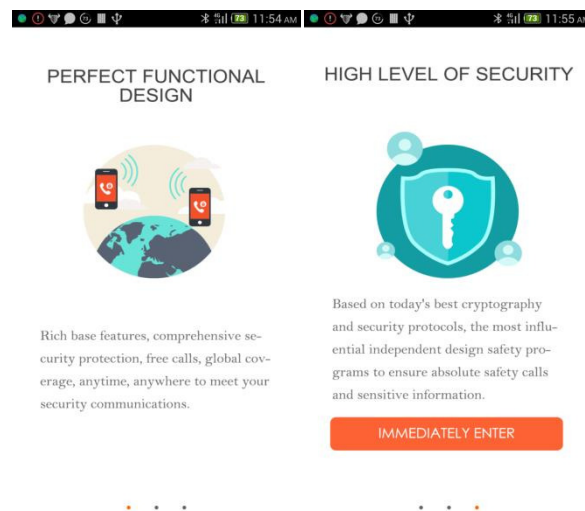 73 11:54 AM
PERFECT FUNCTIONAL
DESIGN
Rich base features, comprehensive se-
curity protection, free calls, global cov-
erage, anytime, anywhere to meet your
security communications.
73 11:55 AM
HIGH LEVEL OF SECURITY
Based on today's best cryptography
and security protocols, the most influ-
ential independent design safety pro-
grams to ensure absolute safety calls
and sensitive information.
IMMEDIATELY ENTER